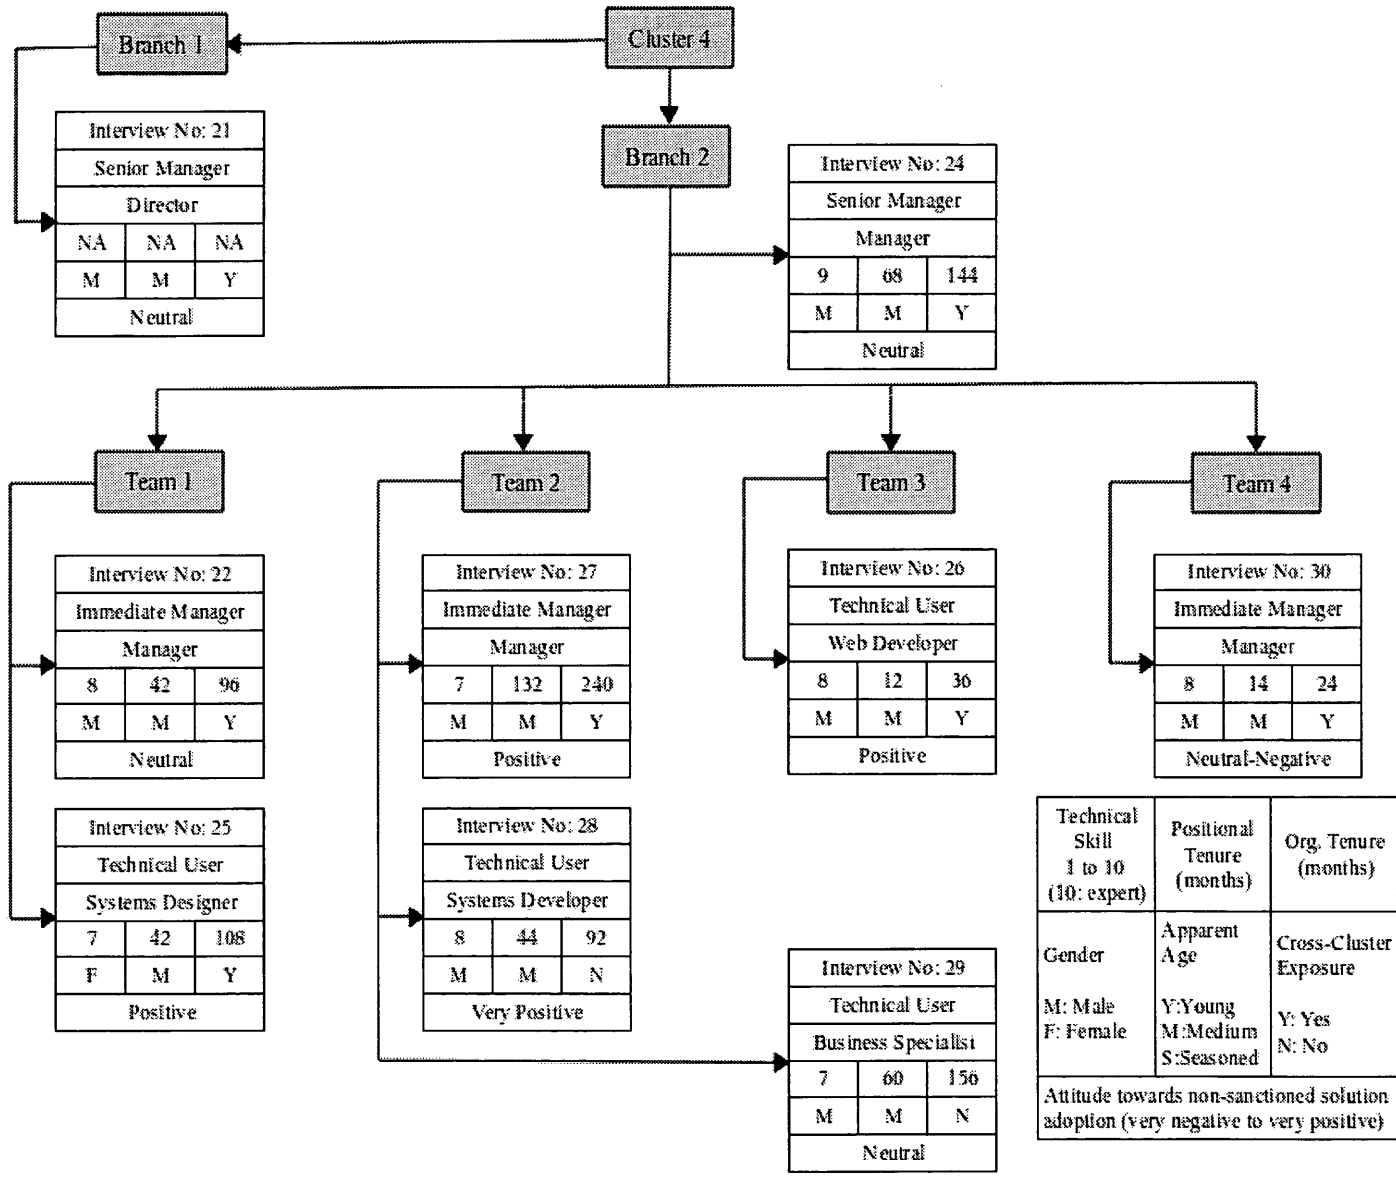 Branch 1
Cluster 4
Branch 2
Interview No: 21
Senior Manager
Director
NA NA NA
M M Y
Neutral
Interview No: 24
Senior Manager
Manager
9 68 144
M M Y
Neutral
Team 1
Team 2
Team 3
Team 4
Interview No: 22
Immediate Manager
Manager
8 42 96
M M Y
Neutral
Interview No: 27
Immediate Manager
Manager
7 132 240
M M Y
Positive
Interview No: 26
Technical User
Web Developer
8 12 36
M M Y
Positive
Interview No: 30
Immediate Manager
Manager
8 14 24
M M Y
Neutral-Negative
Interview No: 25
Technical User
Systems Designer
7 42 108
F M Y
Positive
Interview No: 28
Technical User
Systems Developer
8 44 92
M M N
Very Positive
Interview No: 29
Technical User
Business Specialist
7 60 156
M M N
Neutral
Technical
Skill
1 to 10
(10: expert)
Positional
Tenure
(months)
Org. Tenure
(months)
Gender
M: Male
F: Female
Apparent
Age
Y:Young
M:Medium
S:Seasoned
Cross-Cluster
Exposure
Y: Yes
N: No
Attitude towards non-sanctioned solution
adoption (very negative to very positive)